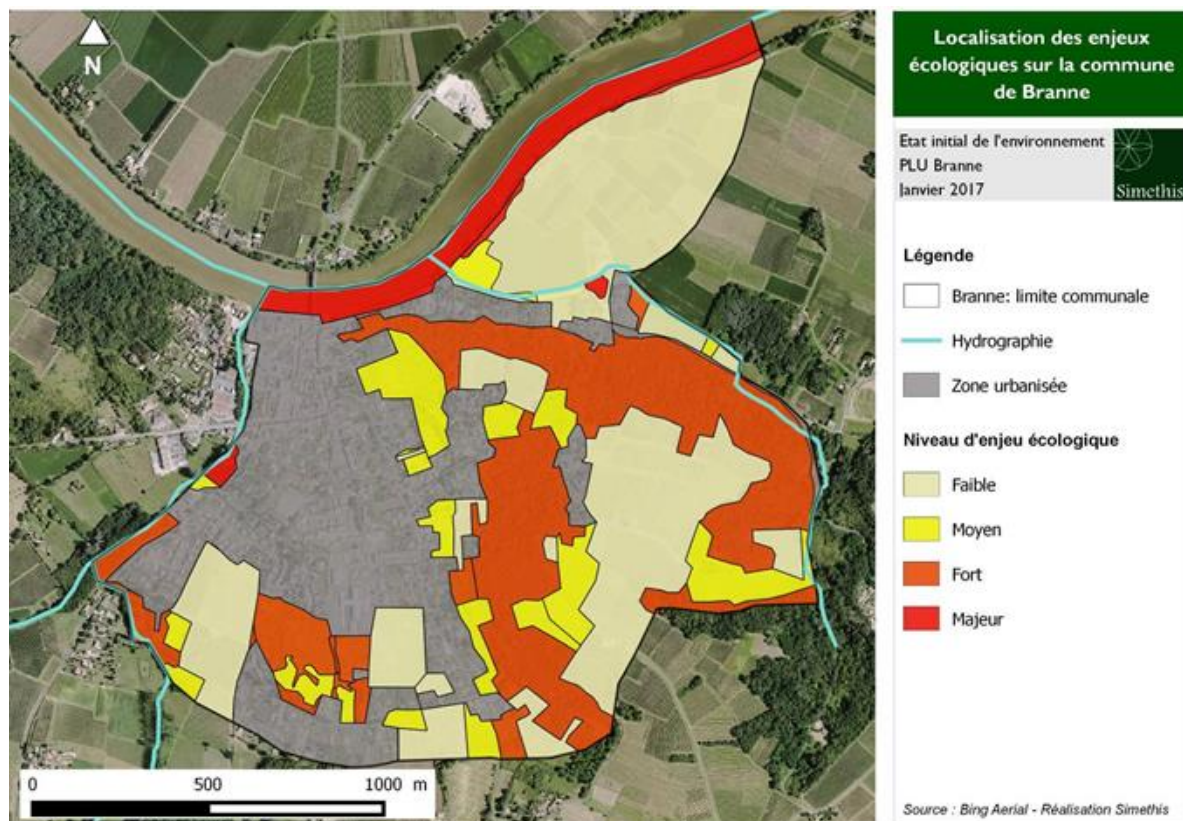 N
Localisation des enjeux
écologiques sur la commune
de Branne
Etat initial de l'environnement
PLU Branne
Janvier 2017
Simethis
Légende
Branne: limite communale
Hydrographie
Zone urbanisée
Niveau d'enjeu écologique
Faible
Moyen
Fort
Majeur
0 500 1000 m
Source : Bing Aerial - Réalisation Simethis